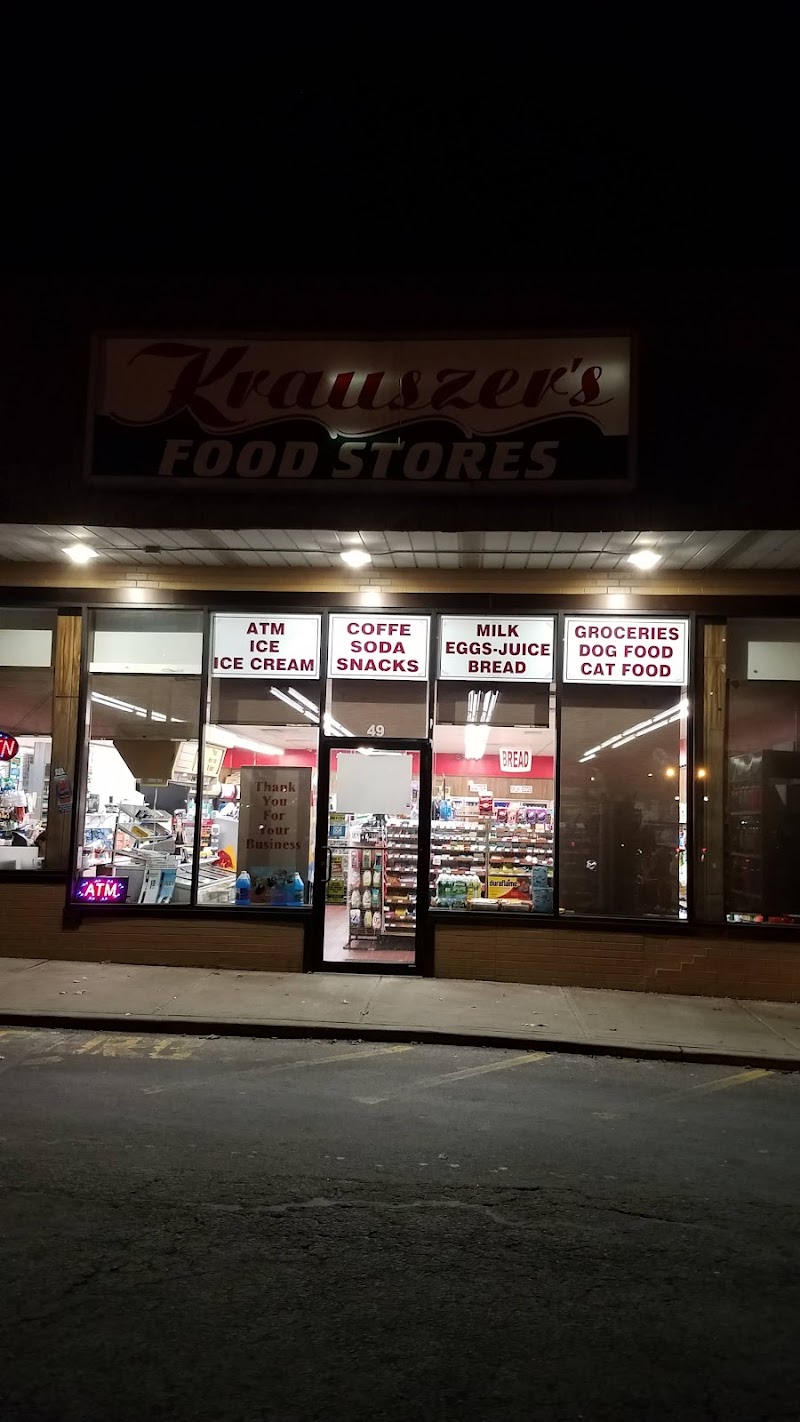 Krauszer's
FOOD STORES
ATM
ICE
ICE CREAM
COFFE
SODA
SNACKS
MILK
EGGS-JUICE
BREAD
GROCERIES
DOG FOOD
CAT FOOD
49
BREAD
Thank
You
For
Your
Business
ATM
duraflame